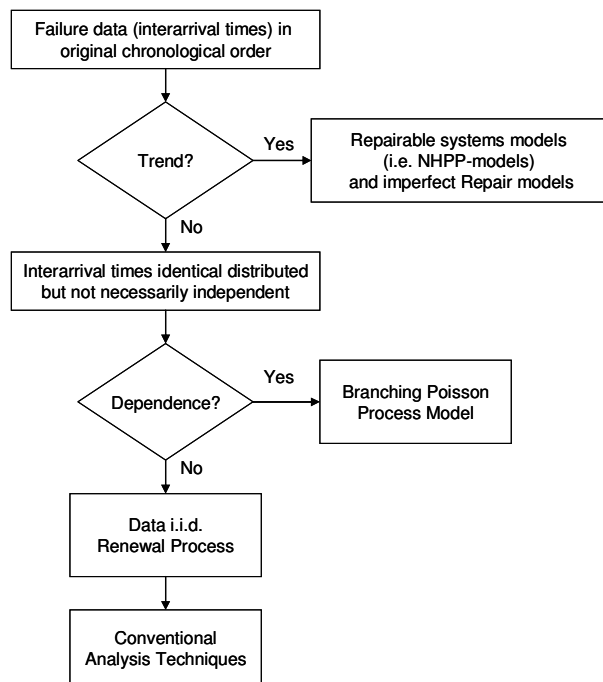 Failure data (interarrival times) in
original chronological order
Trend?
Yes
Repairable systems models
(i.e. NHPP-models)
and imperfect Repair models
No
Interarrival times identical distributed
but not necessarily independent
Dependence?
Yes
Branching Poisson
Process Model
No
Data i.i.d.
Renewal Process
Conventional
Analysis Techniques